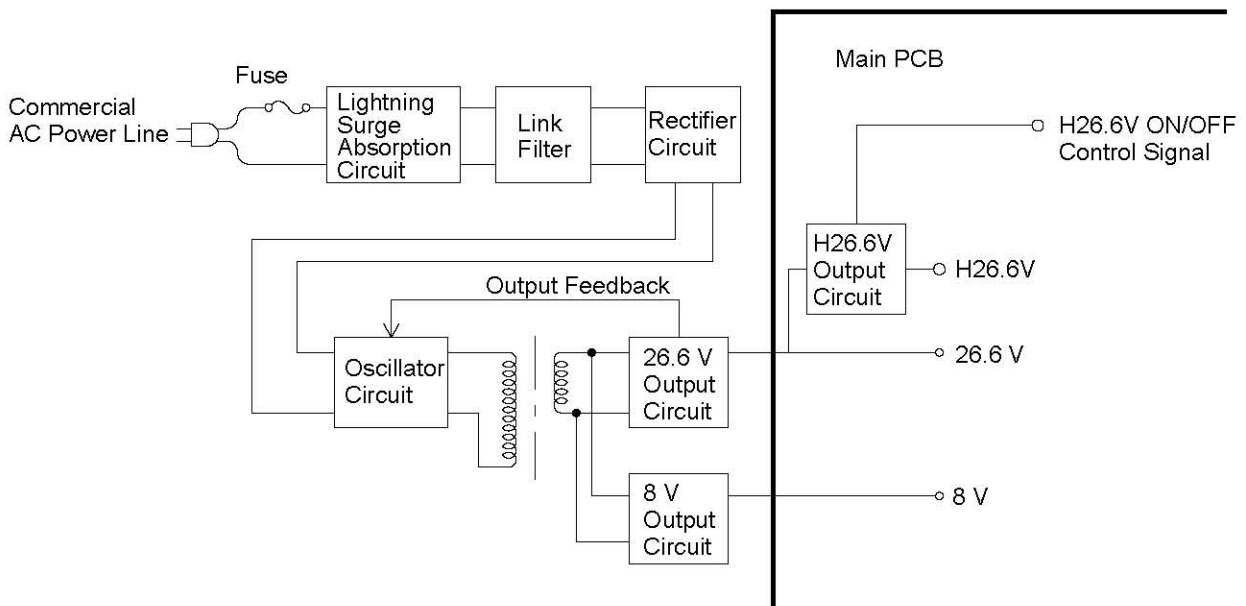 Main PCB
Fuse
Commercial
AC Power Line
Lightning
Surge
Absorption
Circuit
Link
Filter
Rectifier
Circuit
H26.6V ON/OFF
Control Signal
H26.6V
Output
Circuit
H26.6V
Output Feedback
Oscillator
Circuit
26.6 V
Output
Circuit
26.6 V
8 V
Output
Circuit
8 V